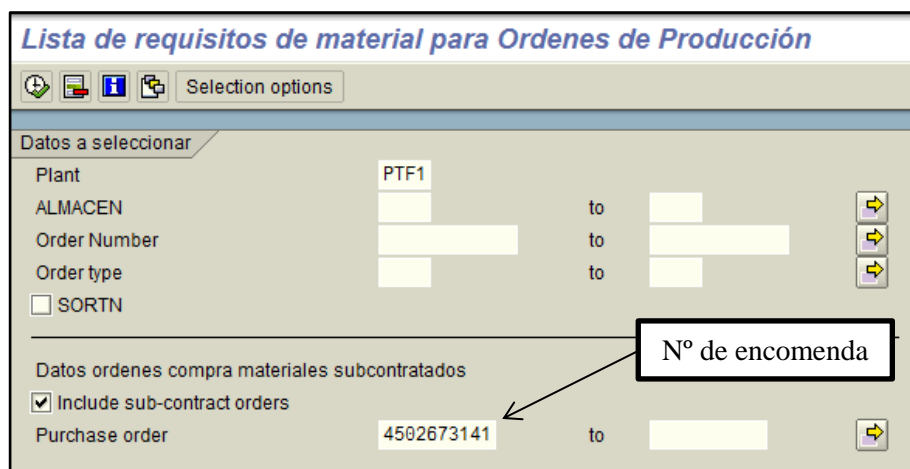 Lista de requisitos de material para Ordenes de Producción
Selection options
Datos a seleccionar
Plant PTF1
ALMACEN to
Order Number to
Order type to
SORTN
Nº de encomenda
Datos ordenes compra materiales subcontratados
Include sub-contract orders
Purchase order 4502673141 to